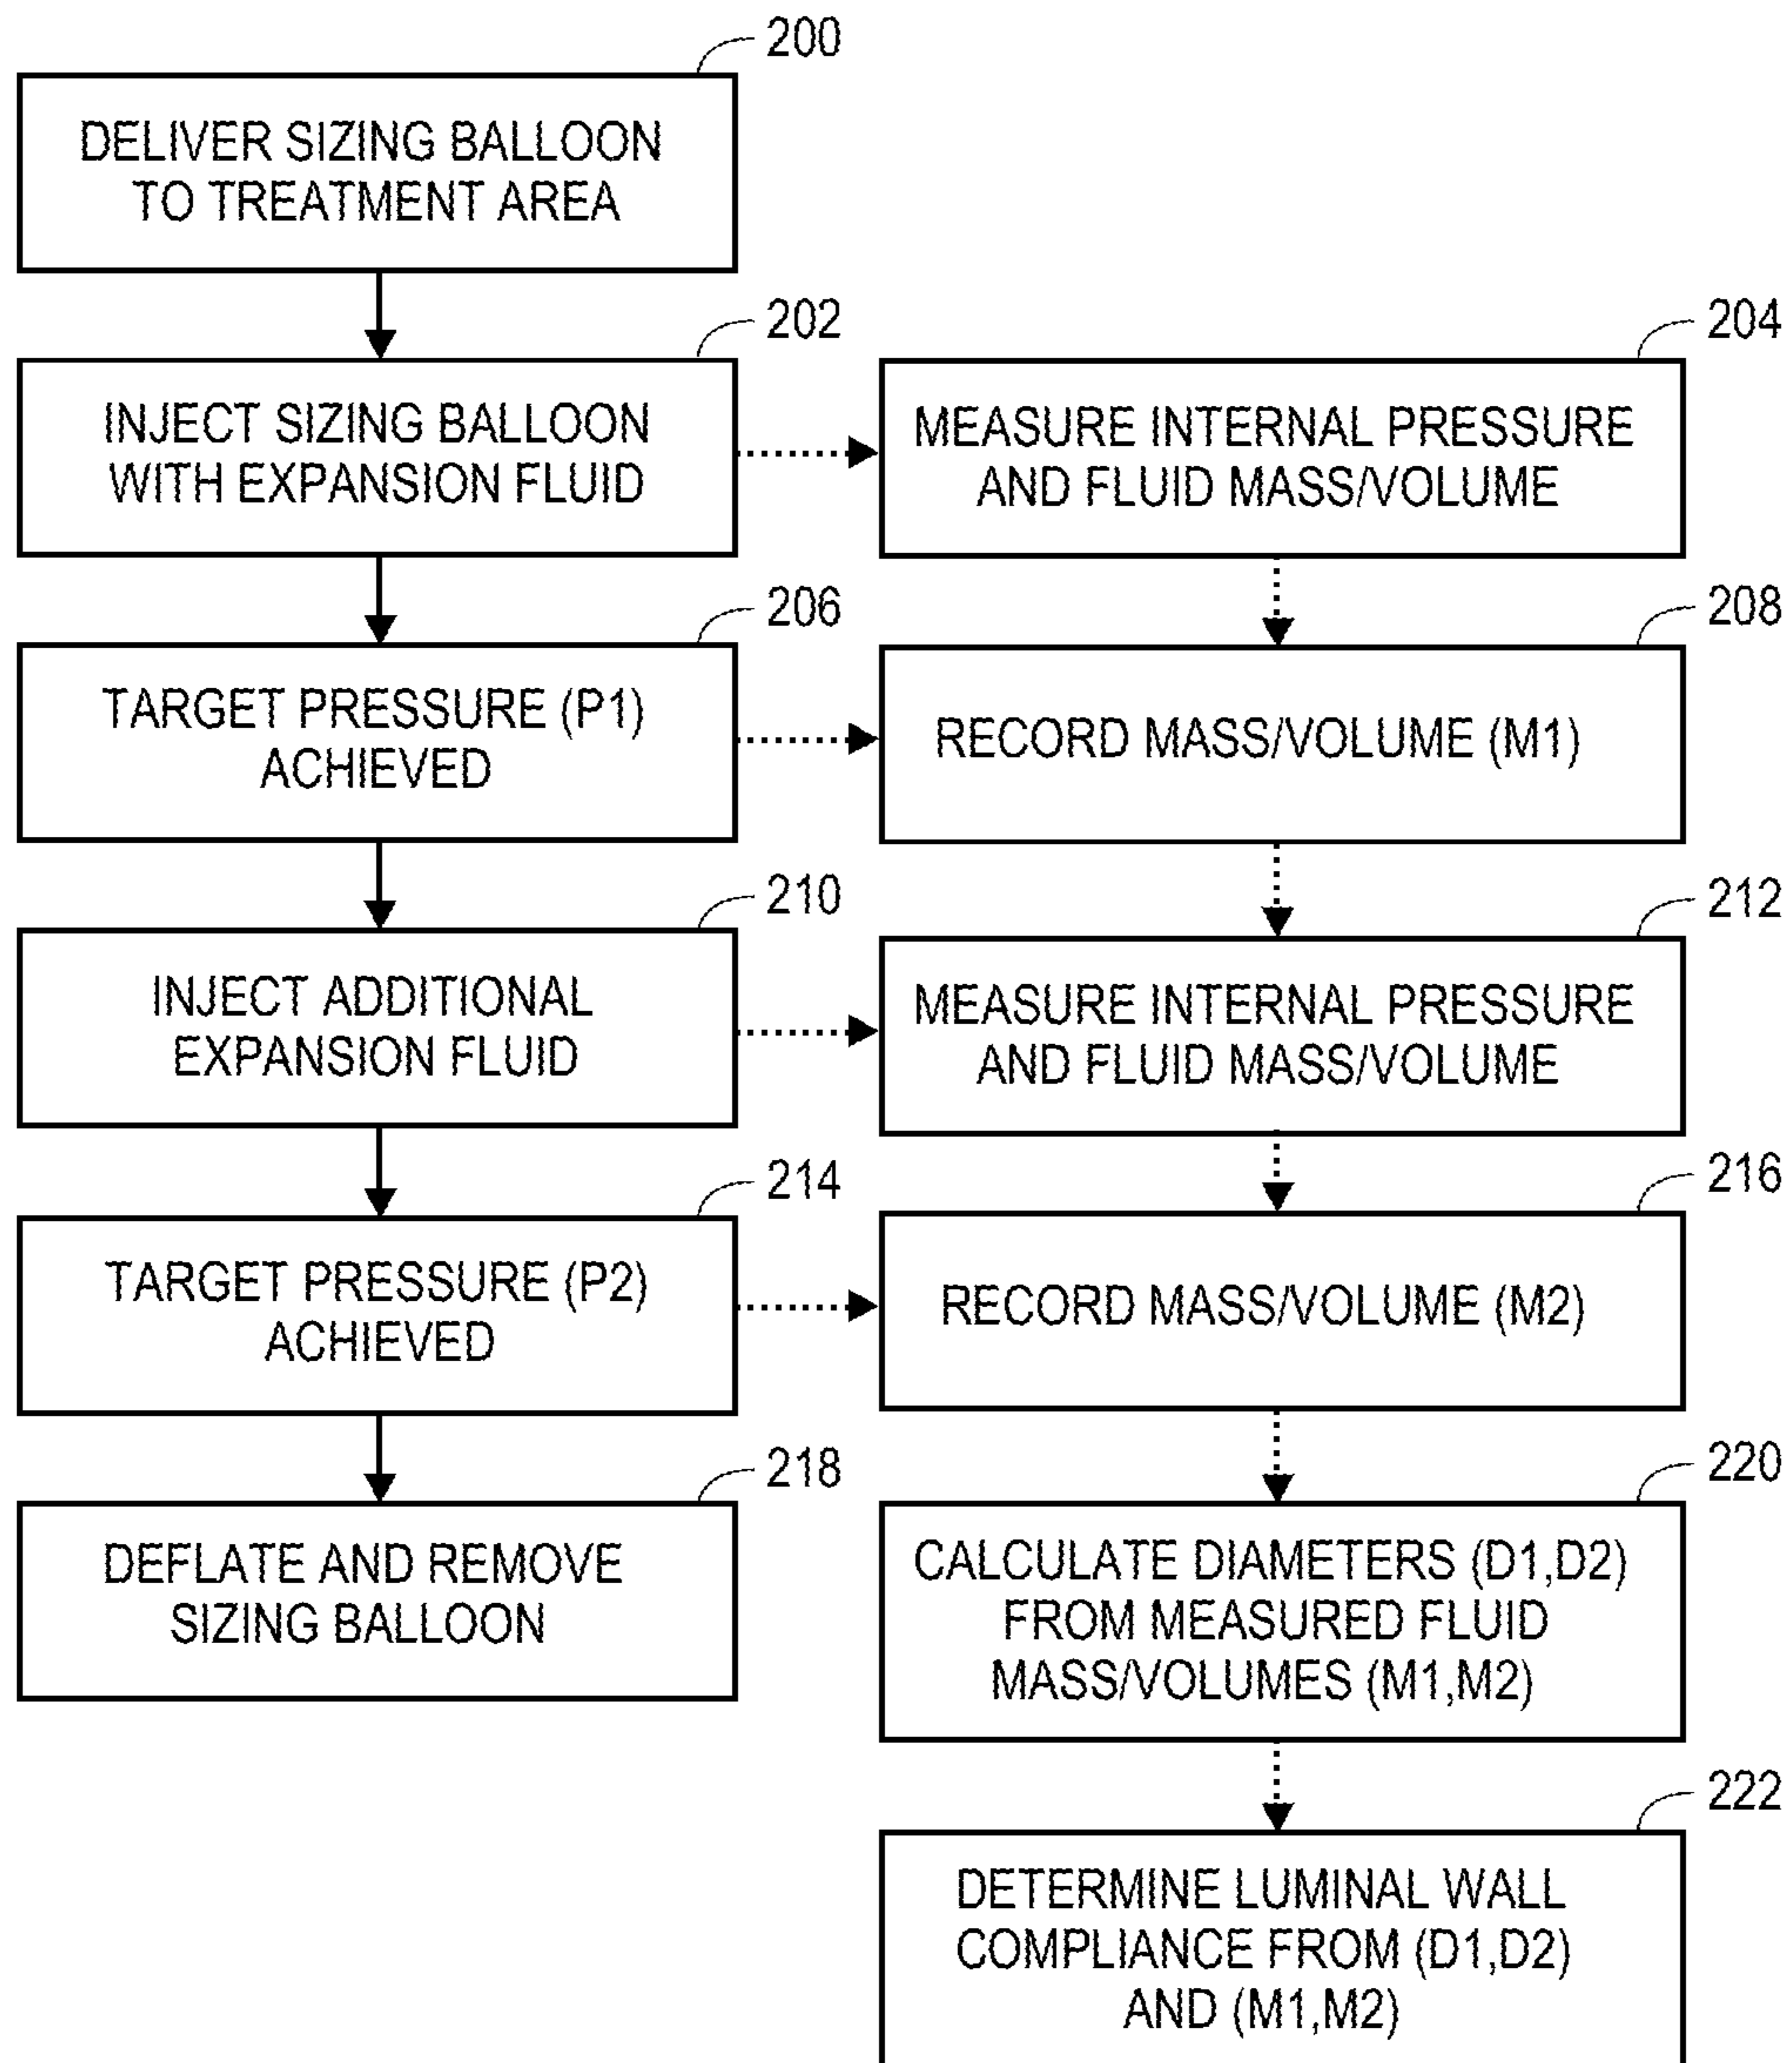 200
DELIVER SIZING BALLOON
TO TREATMENT AREA
202
INJECT SIZING BALLOON
WITH EXPANSION FLUID
204
MEASURE INTERNAL PRESSURE
AND FLUID MASS/VOLUME
206
TARGET PRESSURE (P1)
ACHIEVED
208
RECORD MASS/VOLUME (M1)
210
INJECT ADDITIONAL
EXPANSION FLUID
212
MEASURE INTERNAL PRESSURE
AND FLUID MASS/VOLUME
214
TARGET PRESSURE (P2)
ACHIEVED
216
RECORD MASS/VOLUME (M2)
218
DEFLATE AND REMOVE
SIZING BALLOON
220
CALCULATE DIAMETERS (D1,D2)
FROM MEASURED FLUID
MASS/VOLUMES (M1,M2)
222
DETERMINE LUMINAL WALL
COMPLIANCE FROM (D1,D2)
AND (M1,M2)